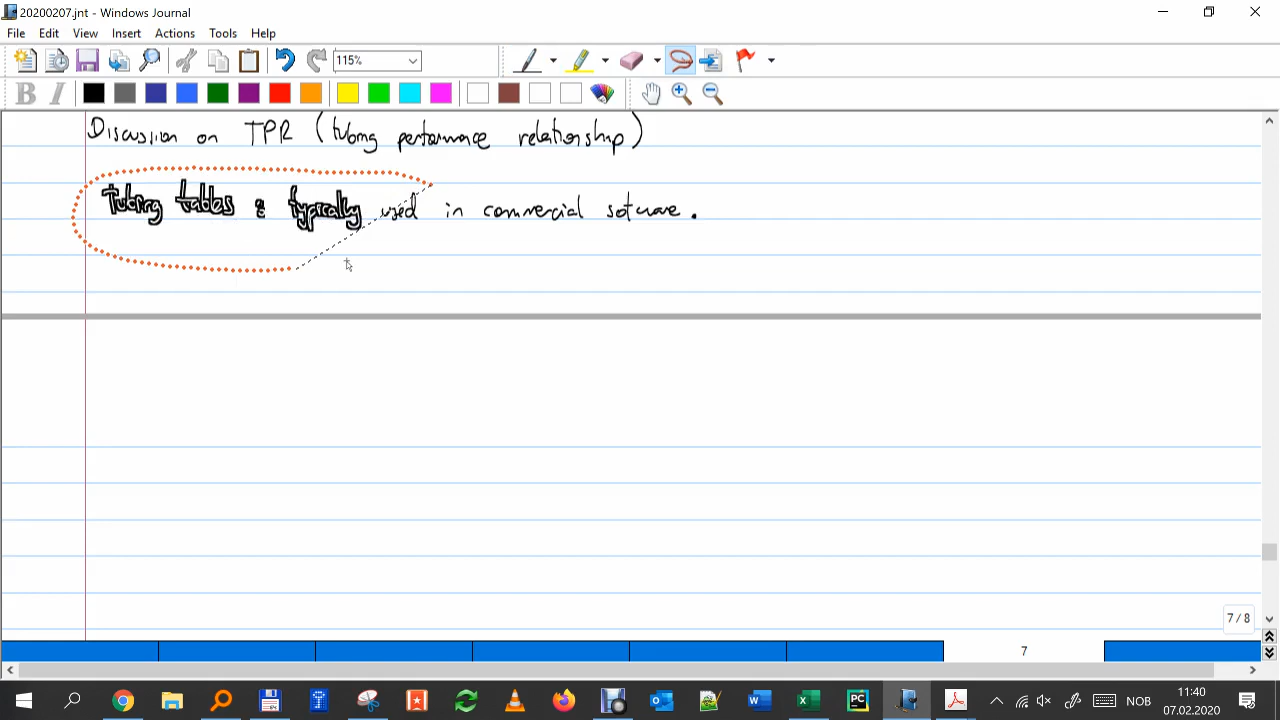 20200207.jnt - Windows Journal
File Edit View Insert Actions Tools Help
115%
B I
Discussion on TPR (tubing performance relationship)
Tubing tables : typically used in commercial sotware.
7 / 8
7
NOB
11:40
07.02.2020